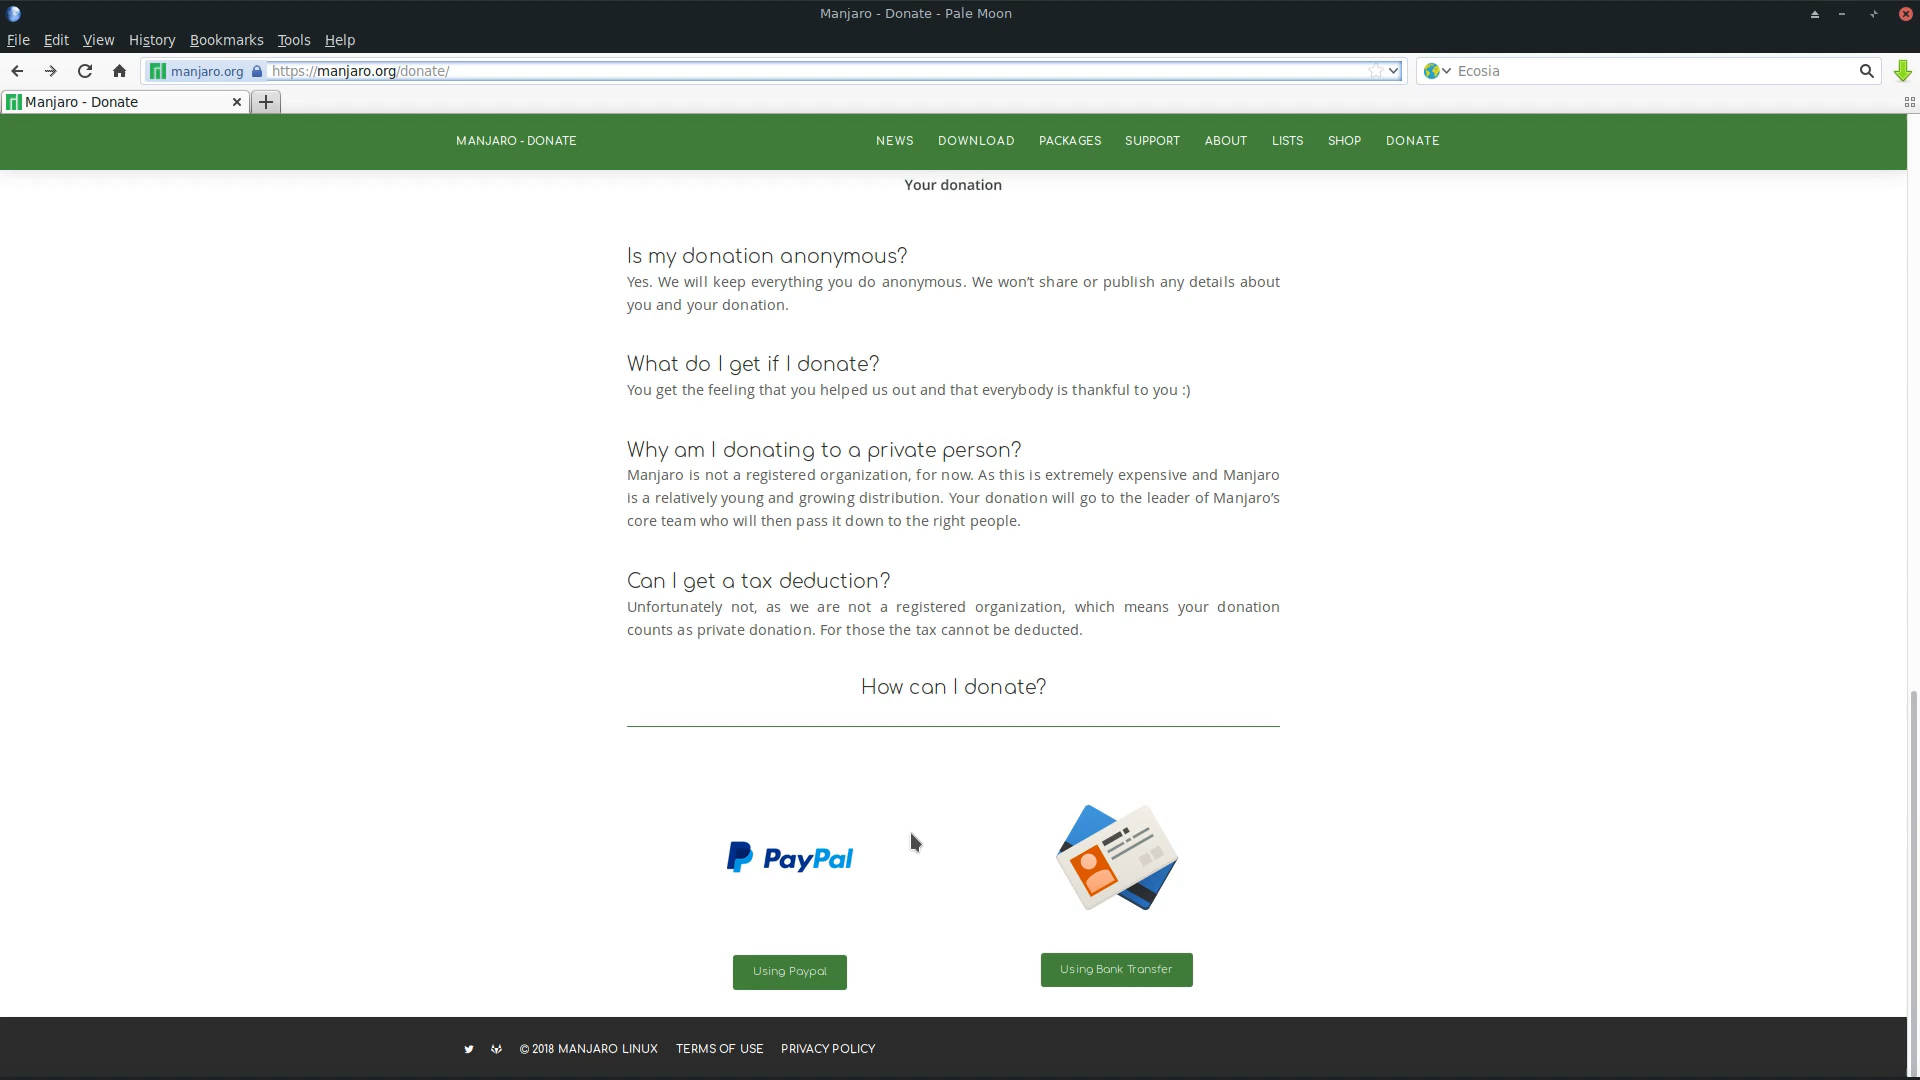 Manjaro - Donate - Pale Moon
File Edit View History Bookmarks Tools Help
manjaro.org https://manjaro.org/donate/ Ecosia
Manjaro - Donate
MANJARO - DONATE NEWS DOWNLOAD PACKAGES SUPPORT ABOUT LISTS SHOP DONATE
Your donation
Is my donation anonymous?
Yes. We will keep everything you do anonymous. We won’t share or publish any details about
you and your donation.
What do I get if I donate?
You get the feeling that you helped us out and that everybody is thankful to you :)
Why am I donating to a private person?
Manjaro is not a registered organization, for now. As this is extremely expensive and Manjaro
is a relatively young and growing distribution. Your donation will go to the leader of Manjaro’s
core team who will then pass it down to the right people.
Can I get a tax deduction?
Unfortunately not, as we are not a registered organization, which means your donation
counts as private donation. For those the tax cannot be deducted.
How can I donate?
PayPal
Using Paypal Using Bank Transfer
© 2018 MANJARO LINUX TERMS OF USE PRIVACY POLICY